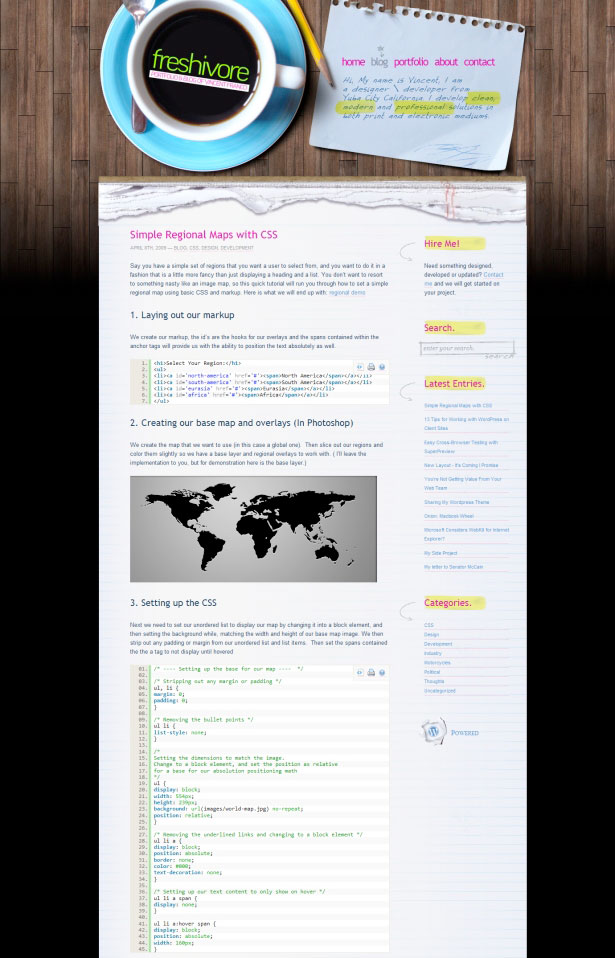 freshivore
home blog portfolio about contact
Hi, My name is Vincent, I am
a designer \ developer from
Yuba City California. I develop clean,
modern and professional solutions in
both print and electronic mediums.
Simple Regional Maps with CSS
APRIL 6TH, 2009 — BLOG, CSS, DESIGN, DEVELOPMENT
Say you have a simple set of regions that you want a user to select from, and you want to do it in a
fashion that is a little more fancy than just displaying a heading and a list. You don't want to resort
to something nasty like an image map, so this quick tutorial will run you through how to set a simple
regional map using basic CSS and markup. Here is what we will end up with: regional demo
1. Laying out our markup
We create our markup, the id's are the hooks for our overlays and the spans contained within the
anchor tags will provide us with the ability to position the text absolutely as well.
1. <h1>Select Your Region:</h1>
2. <ul>
3. <li><a id='north-america' href='#'><span>North America</span></a></li>
4. <li><a id='south-america' href='#'><span>South America</span></a></li>
5. <li><a id='eurasia' href='#'><span>Eurasia</span></a></li>
6. <li><a id='africa' href='#'><span>Africa</span></a></li>
7. </ul>
2. Creating our base map and overlays (In Photoshop)
We create the map that we want to use (in this case a global one). Then slice out our regions and
color them slightly so we have a base layer and regional overlays to work with. ( I'll leave the
implementation to you, but for demonstration here is the base layer.)
3. Setting up the CSS
Next we need to set our unordered list to display our map by changing it into a block element, and
then setting the background while, matching the width and height of our base map image. We then
strip out any padding or margin from our unordered list and list items. Then set the spans contained
the the a tag to not display until hovered
01. /* ---- Setting up the base for our map ---- */
02.
03. /* Stripping out any margin or padding */
04. ul, li {
05. margin: 0;
06. padding: 0;
07. }
08.
09. /* Removing the bullet points */
10. ul li {
11. list-style: none;
12. }
13.
14. /*
15. Setting the dimensions to match the image.
16. Change to a block element, and set the position as relative
17. for a base for our absolution positioning math
18. */
19. ul {
20. display: block;
21. width: 554px;
22. height: 239px;
23. background: url(images/world-map.jpg) no-repeat;
24. position: relative;
25. }
26.
27. /* Removing the underlined links and changing to a block element */
28. ul li a {
29. display: block;
30. position: absolute;
31. border: none;
32. color: #000;
33. text-decoration: none;
34. }
35.
36. /* Setting up our text content to only show on hover */
37. ul li a span {
38. display: none;
39. }
40.
41. ul li a:hover span {
42. display: block;
43. position: absolute;
44. width: 160px;
45. }
Hire Me!
Need something designed,
developed or updated? Contact
me and we will get started on
your project.
Search.
enter your search.
search
Latest Entries.
Simple Regional Maps with CSS
13 Tips for Working with WordPress on
Client Sites
Easy Cross-Browser Testing with
SuperPreview
New Layout - It's Coming I Promise
You're Not Getting Value From Your
Web Team
Sharing My Wordpress Theme
Onion: Macbook Wheel
Microsoft Considers WebKit for Internet
Explorer?
My Side Project
My letter to Senator McCain
Categories.
CSS
Design
Development
Industry
Motorcycles
Political
Thoughts
Uncategorized
POWERED